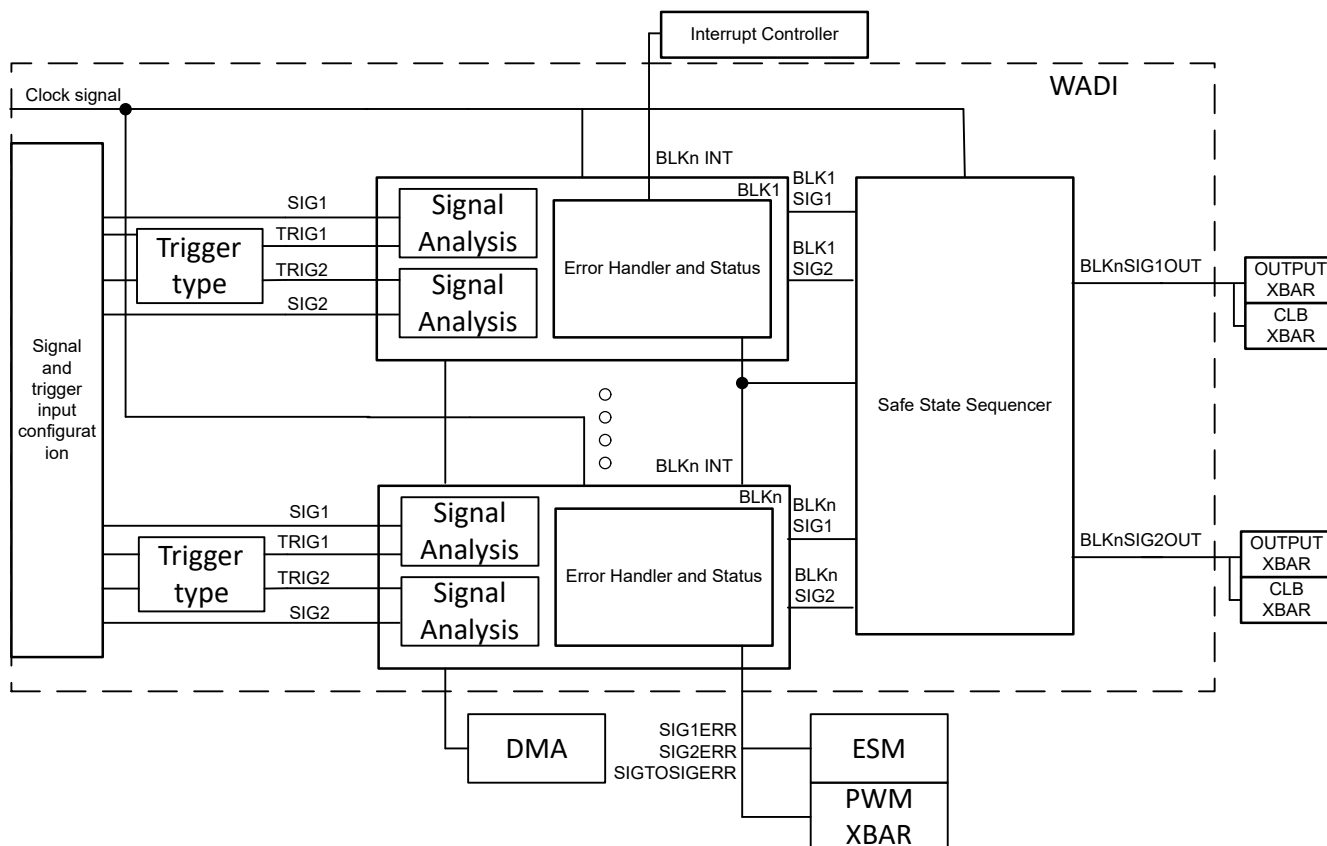 Interrupt Controller
WADI
Clock signal
BLKn INT
BLK1
BLK1
SIG1
SIG1
Signal
Analysis
TRIG1
Trigger
type
Error Handler and Status
BLK1
SIG2
TRIG2
Signal
Analysis
SIG2
BLKnSIG1OUT
OUTPUT
XBAR
CLB
XBAR
Signal
and
trigger
input
configurat
ion
Safe State Sequencer
BLKn INT
BLKn
BLKn
SIG1
SIG1
Signal
Analysis
TRIG1
Trigger
type
Error Handler and Status
BLKn
SIG2
TRIG2
Signal
Analysis
SIG2
BLKnSIG2OUT
OUTPUT
XBAR
CLB
XBAR
DMA
SIG1ERR
SIG2ERR
SIGTOSIGERR
ESM
PWM
XBAR